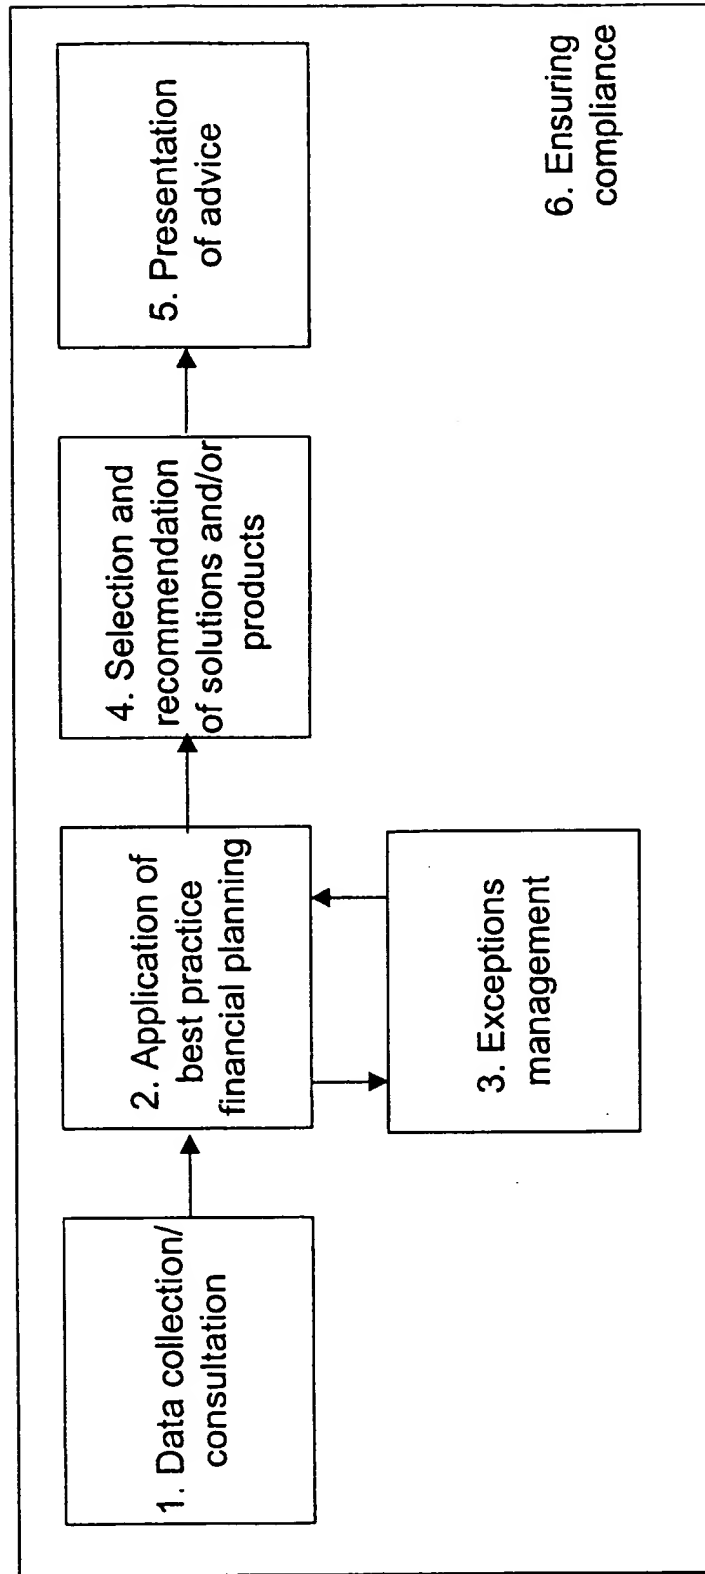 1. Data collection/
consultation
2. Application of
best practice
financial planning
3. Exceptions
management
4. Selection and
recommendation
of solutions and/or
products
5. Presentation
of advice
6. Ensuring
compliance